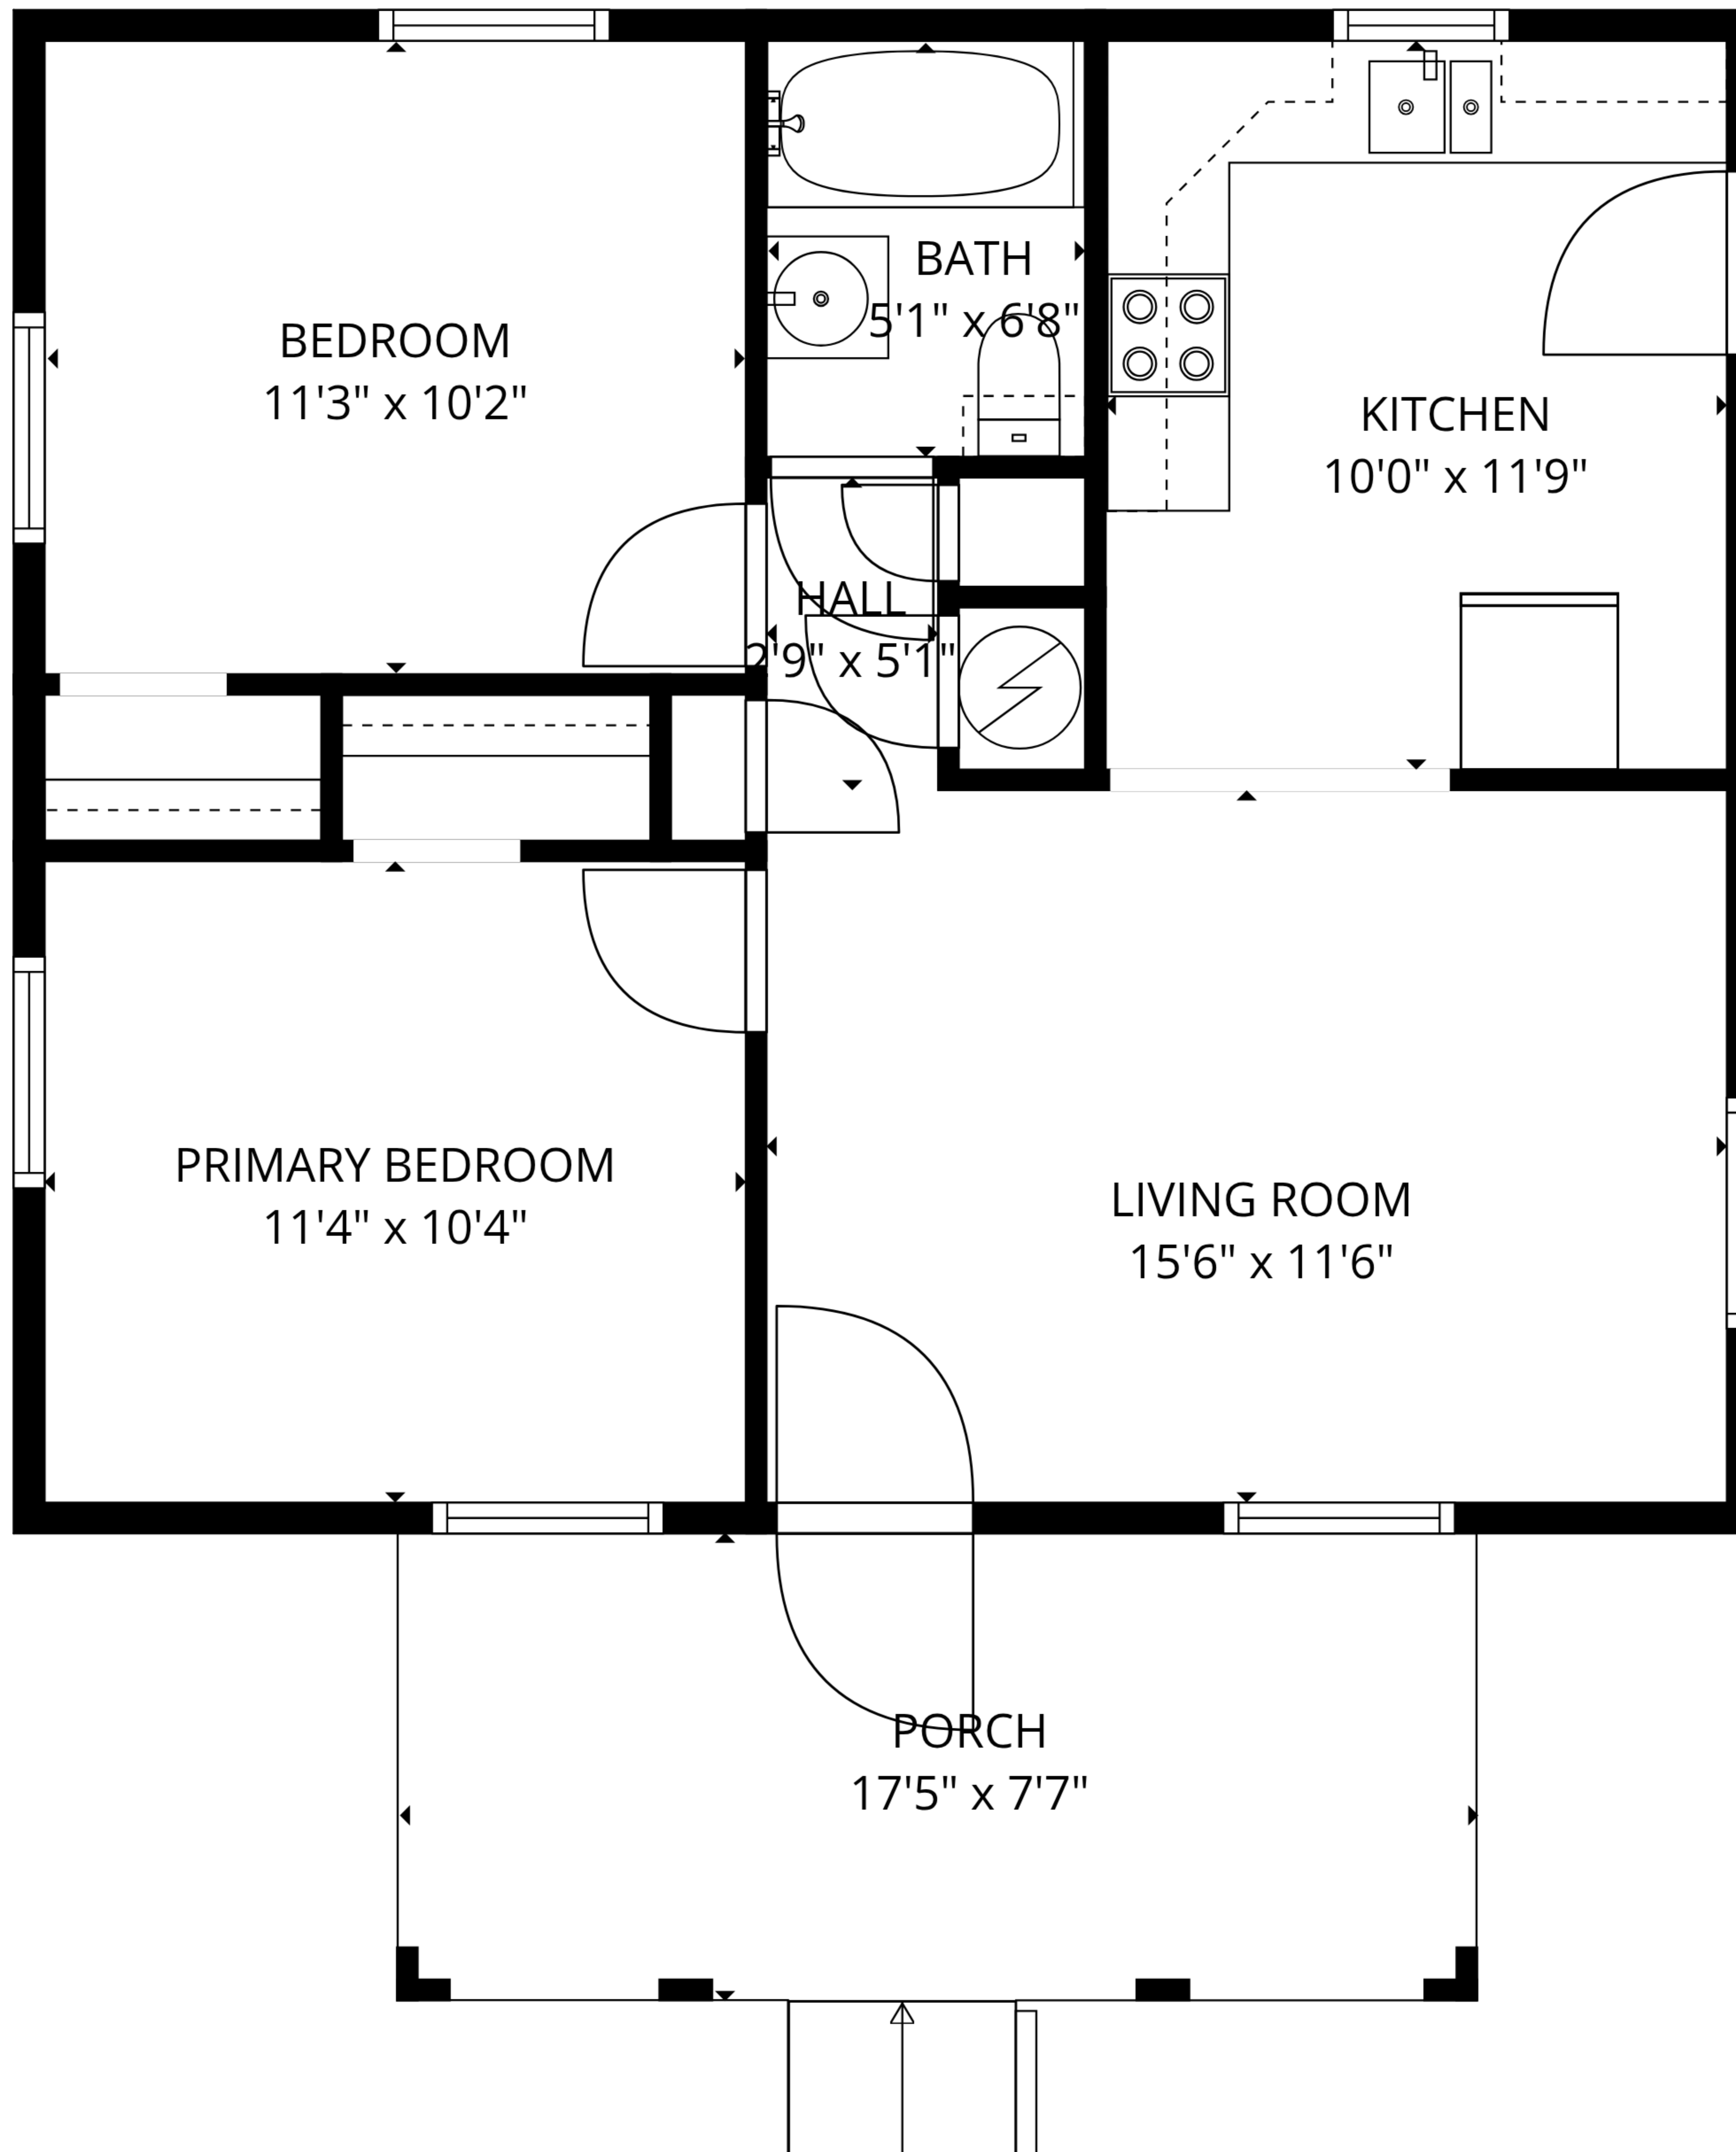 BEDROOM
11'3" x 10'2"
BATH
5'1" x 6'8"
KITCHEN
10'0" x 11'9"
HALL
2'9" x 5'1"
PRIMARY BEDROOM
11'4" x 10'4"
LIVING ROOM
15'6" x 11'6"
PORCH
17'5" x 7'7"